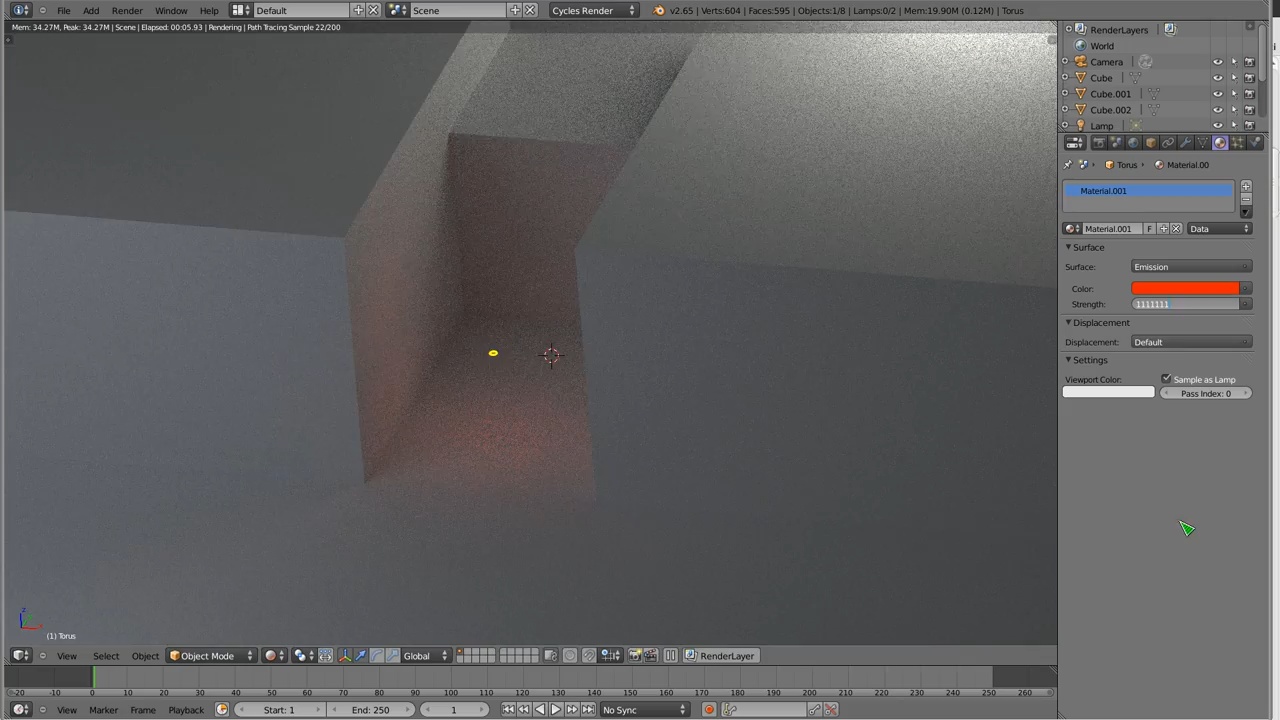 File Add Render Window Help Default Scene Cycles Render v2.65 | Verts:604 | Faces:595 | Objects:1/8 | Lamps:0/2 | Mem:19.90M (0.12M) | Torus
Mem: 34.27M, Peak: 34.27M | Scene | Elapsed: 00:05.93 | Rendering | Path Tracing Sample 22/200
RenderLayers
World
Camera
Cube
Cube.001
Cube.002
Lamp
Torus Material.00
Material.001
Material.001 F Data
Surface
Surface: Emission
Color:
Strength: 1111111
Displacement
Displacement: Default
Settings
Viewport Color: Sample as Lamp
Pass Index: 0
z
(1) Torus
View Select Object Object Mode Global RenderLayer
-20 -10 0 10 20 30 40 50 60 70 80 90 100 110 120 130 140 150 160 170 180 190 200 210 220 230 240 250 260
View Marker Frame Playback Start: 1 End: 250 1 No Sync